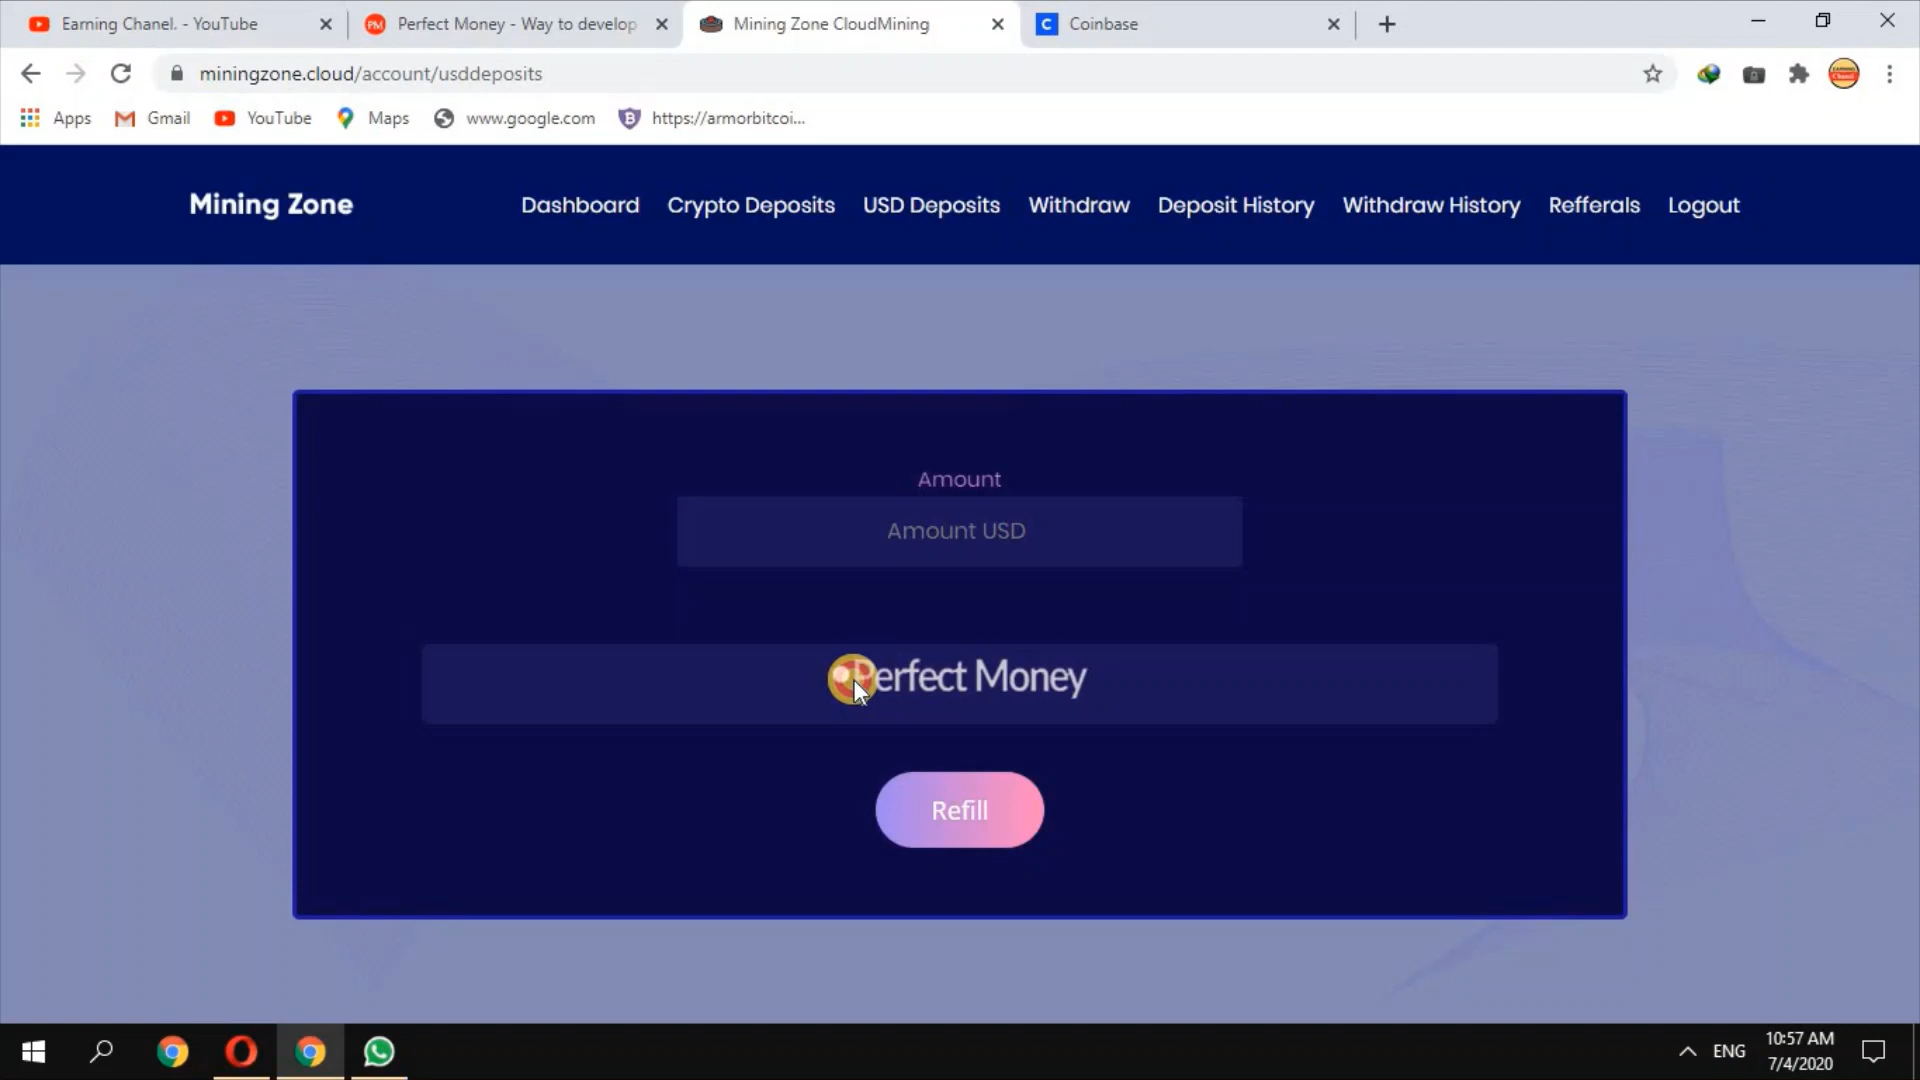 Earning Chanel. - YouTube
Perfect Money - Way to develop
Mining Zone CloudMining
Coinbase
miningzone.cloud/account/usddeposits
Apps
Gmail
YouTube
Maps
www.google.com
https://armorbitcoi...
Mining Zone
Dashboard
Crypto Deposits
USD Deposits
Withdraw
Deposit History
Withdraw History
Refferals
Logout
Amount
Amount USD
Perfect Money
Refill
ENG
10:57 AM
7/4/2020